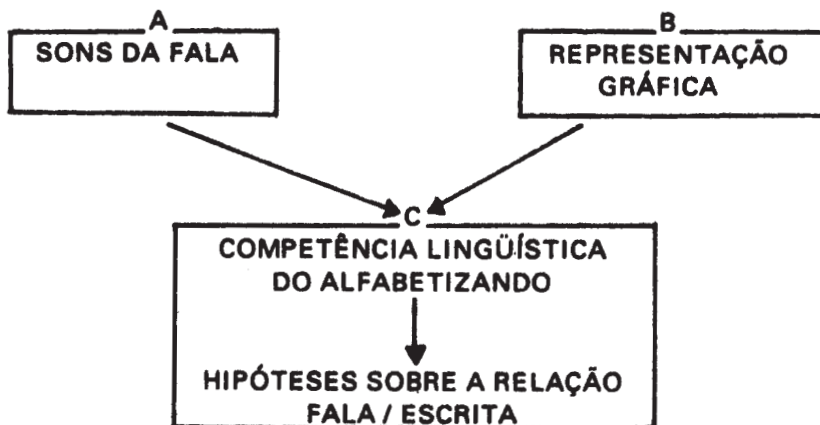 A
SONS DA FALA
B
REPRESENTAÇÃO
GRÁFICA
C
COMPETÊNCIA LINGÜÍSTICA
DO ALFABETIZANDO
HIPÓTESES SOBRE A RELAÇÃO
FALA / ESCRITA